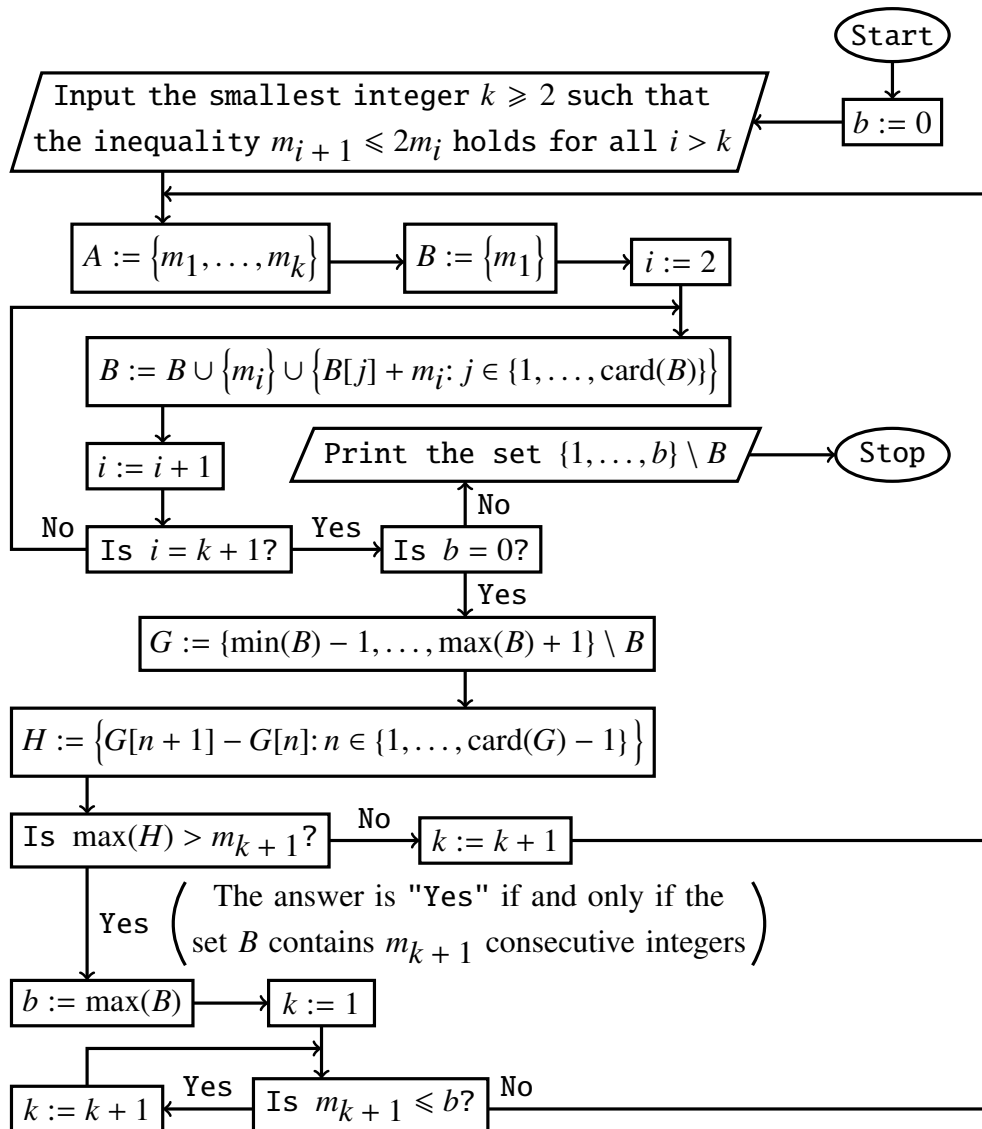 Start
Input the smallest integer k ⩾ 2 such that
the inequality m_{i + 1} ⩽ 2m_i holds for all i > k
b := 0
A := {m_1, . . . , m_k}
B := {m_1}
i := 2
B := B ∪ {m_i} ∪ {B[j] + m_i: j ∈ {1, . . . , card(B)}}
i := i + 1
Print the set {1, . . . , b} \ B
Stop
No
Is i = k + 1?
Yes
No
Is b = 0?
Yes
G := {min(B) − 1, . . . , max(B) + 1} \ B
H := {G[n + 1] − G[n]: n ∈ {1, . . . , card(G) − 1}}
Is max(H) > m_{k + 1}?
No
k := k + 1
Yes
(The answer is "Yes" if and only if the
set B contains m_{k + 1} consecutive integers)
b := max(B)
k := 1
k := k + 1
Yes
Is m_{k + 1} ⩽ b?
No